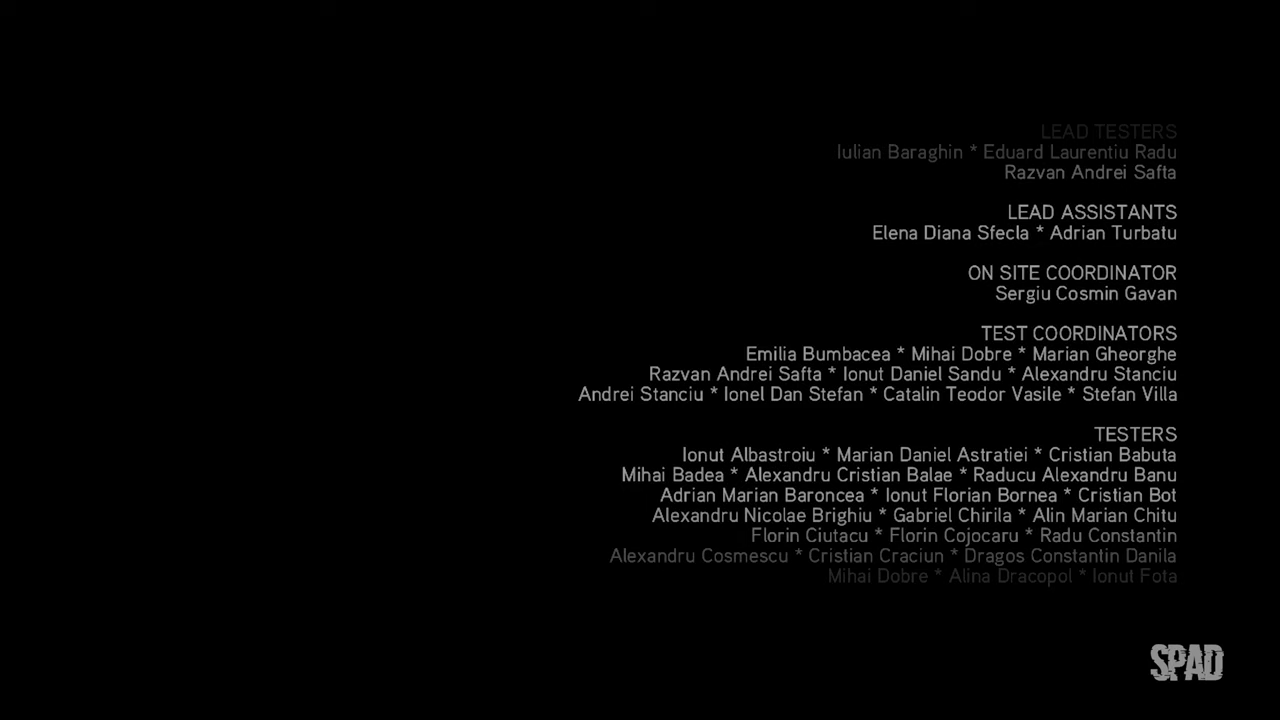 LEAD TESTERS
Iulian Baraghin * Eduard Laurentiu Radu
Razvan Andrei Safta
LEAD ASSISTANTS
Elena Diana Sfecla * Adrian Turbatu
ON SITE COORDINATOR
Sergiu Cosmin Gavan
TEST COORDINATORS
Emilia Bumbacea * Mihai Dobre * Marian Gheorghe
Razvan Andrei Safta * Ionut Daniel Sandu * Alexandru Stanciu
Andrei Stanciu * Ionel Dan Stefan * Catalin Teodor Vasile * Stefan Villa
TESTERS
Ionut Albastroiu * Marian Daniel Astratiei * Cristian Babuta
Mihai Badea * Alexandru Cristian Balae * Raducu Alexandru Banu
Adrian Marian Baroncea * Ionut Florian Bornea * Cristian Bot
Alexandru Nicolae Brighiu * Gabriel Chirila * Alin Marian Chitu
Florin Ciutacu * Florin Cojocaru * Radu Constantin
Alexandru Cosmescu * Cristian Craciun * Dragos Constantin Danila
Mihai Dobre * Alina Dracopol * Ionut Fota
SPAD